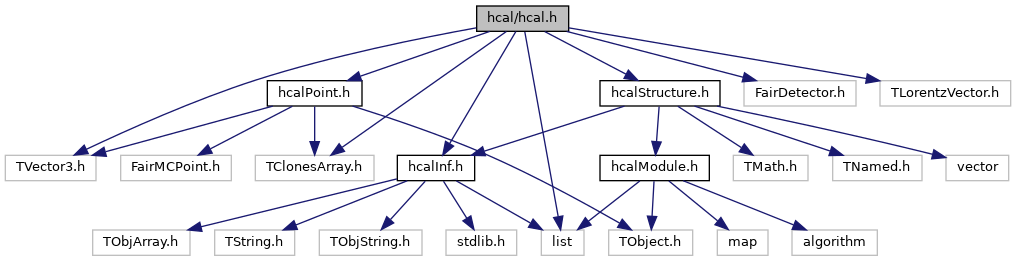 hcal/hcal.h
hcalPoint.h
hcalStructure.h
FairDetector.h
TLorentzVector.h
TVector3.h
FairMCPoint.h
TClonesArray.h
hcalInf.h
hcalModule.h
TMath.h
TNamed.h
vector
TObjArray.h
TString.h
TObjString.h
stdlib.h
list
TObject.h
map
algorithm